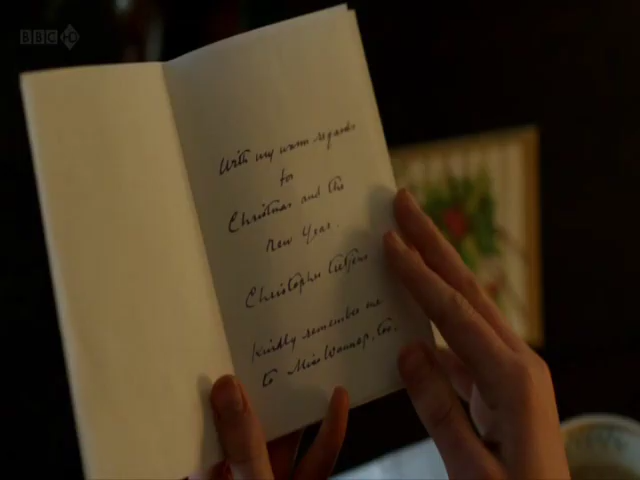 BBC HD
With my warm regards
for
Christmas and the
New Year.
Christopher Tietjens
kindly remember me
to Miss Wannop, too.